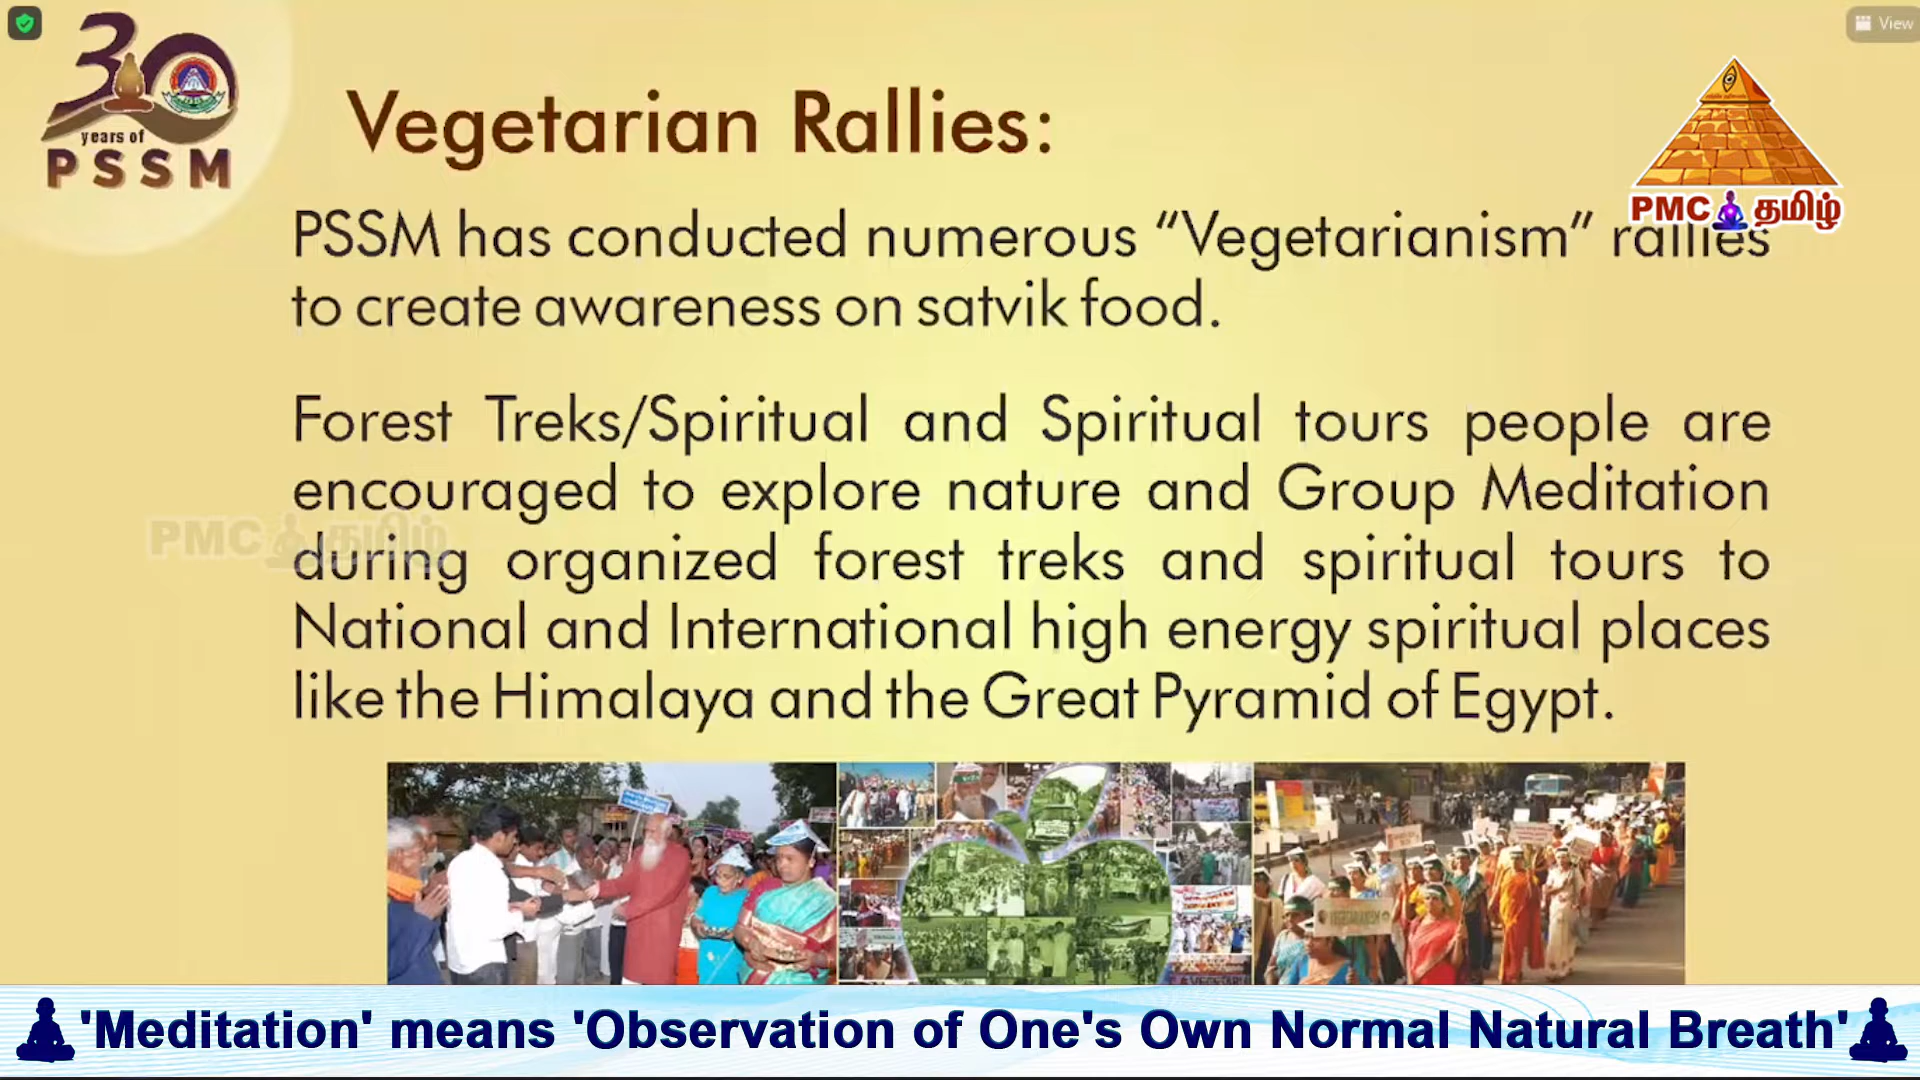 View
30
years of
PSSM
Vegetarian Rallies:
PMC தமிழ்
PSSM has conducted numerous “Vegetarianism” rallies
to create awareness on satvik food.
Forest Treks/Spiritual and Spiritual tours people are
encouraged to explore nature and Group Meditation
PMC தமிழ்
during organized forest treks and spiritual tours to
National and International high energy spiritual places
like the Himalaya and the Great Pyramid of Egypt.
VEGETARIANISM
'Meditation' means 'Observation of One's Own Normal Natural Breath'